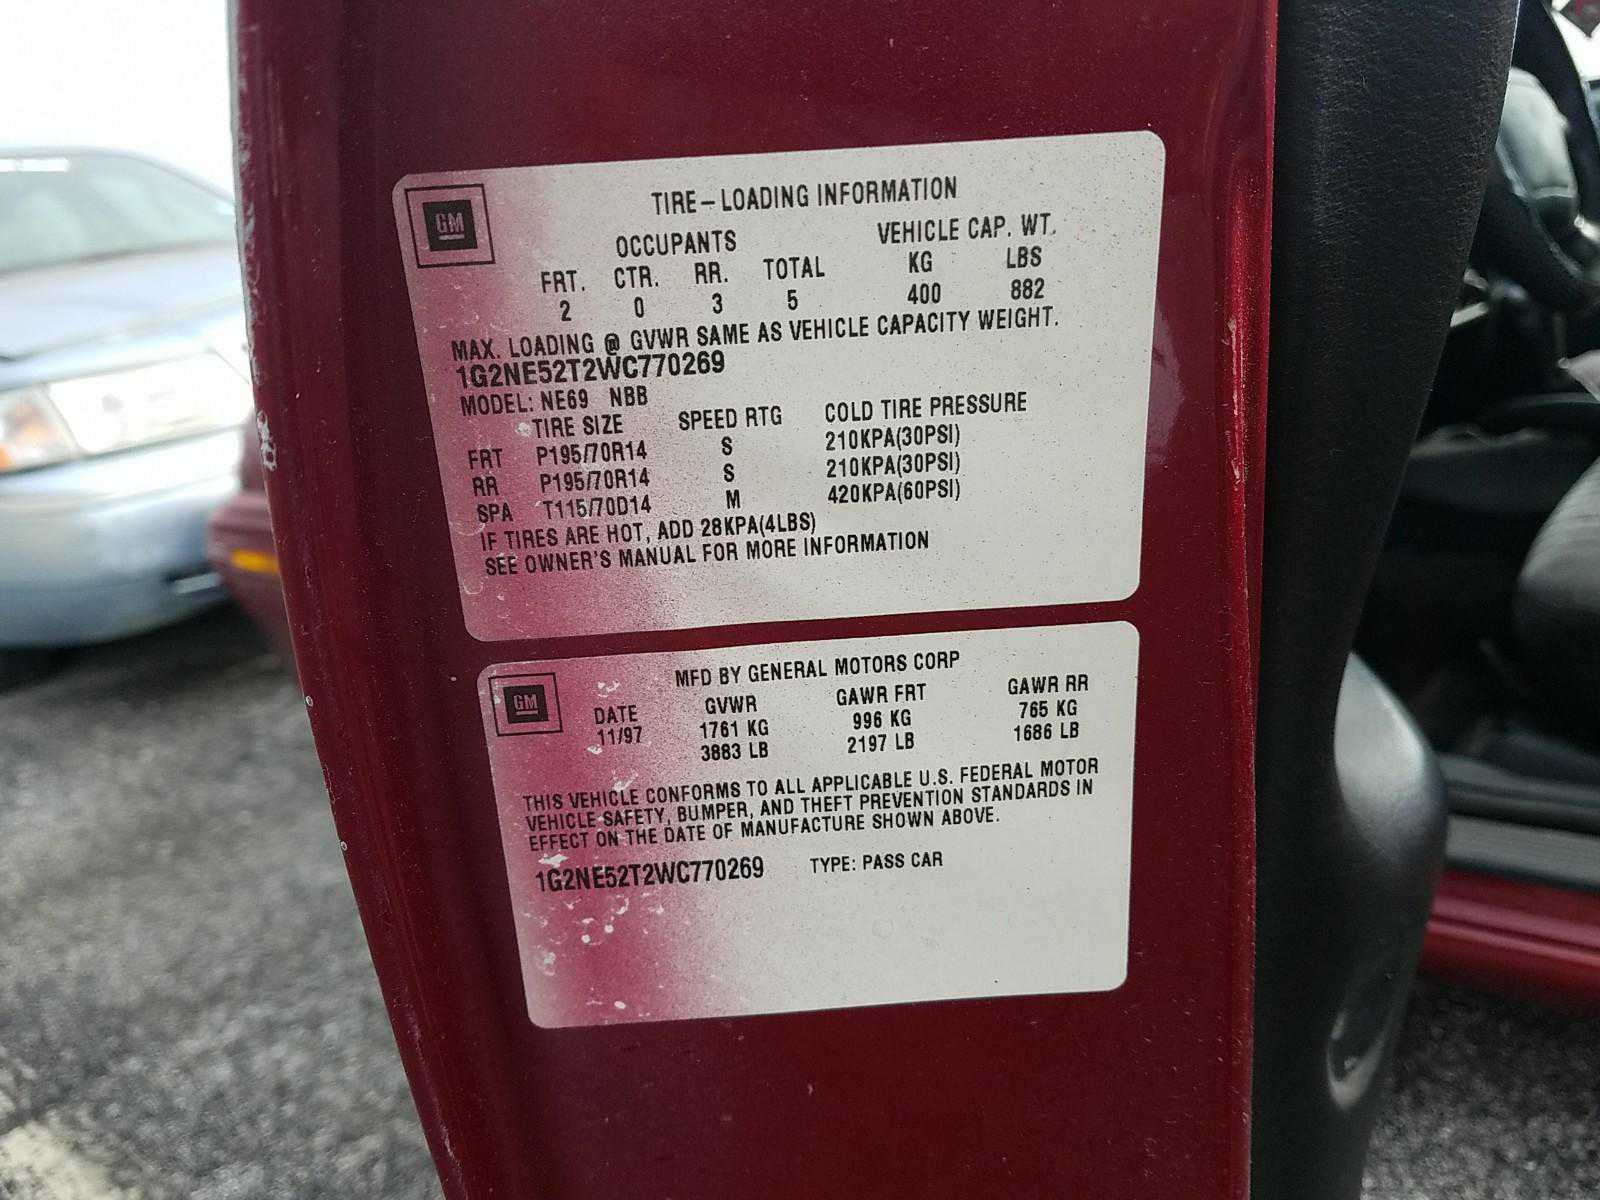 GM
TIRE-LOADING INFORMATION
OCCUPANTS VEHICLE CAP. WT.
FRT. CTR. RR. TOTAL KG LBS
2 0 3 5 400 882
MAX. LOADING @ GVWR SAME AS VEHICLE CAPACITY WEIGHT.
1G2NE52T2WC770269
MODEL: NE69 NBB
TIRE SIZE SPEED RTG COLD TIRE PRESSURE
FRT P195/70R14 S 210KPA(30PSI)
RR P195/70R14 S 210KPA(30PSI)
SPA T115/70D14 M 420KPA(60PSI)
IF TIRES ARE HOT, ADD 28KPA(4LBS)
SEE OWNER'S MANUAL FOR MORE INFORMATION
GM
MFD BY GENERAL MOTORS CORP
DATE GVWR GAWR FRT GAWR RR
11/97 1761 KG 996 KG 765 KG
3883 LB 2197 LB 1686 LB
THIS VEHICLE CONFORMS TO ALL APPLICABLE U.S. FEDERAL MOTOR
VEHICLE SAFETY, BUMPER, AND THEFT PREVENTION STANDARDS IN
EFFECT ON THE DATE OF MANUFACTURE SHOWN ABOVE.
1G2NE52T2WC770269 TYPE: PASS CAR